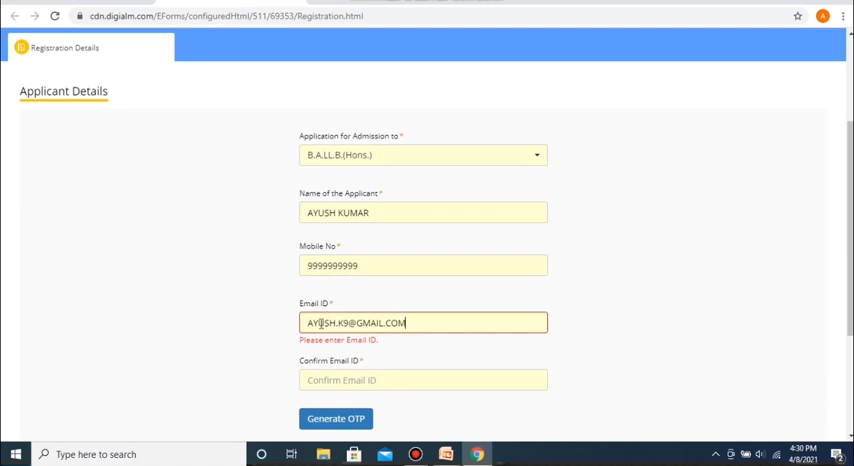 cdn.digialm.com/EForms/configuredHtml/511/69353/Registration.html
A
Registration Details
Applicant Details
Application for Admission to *
B.A.LL.B.(Hons.)
Name of the Applicant *
AYUSH KUMAR
Mobile No *
9999999999
Email ID *
AYUSH.K9@GMAIL.COM
Please enter Email ID.
Confirm Email ID *
Confirm Email ID
Generate OTP
Type here to search
4:30 PM
4/8/2021
2